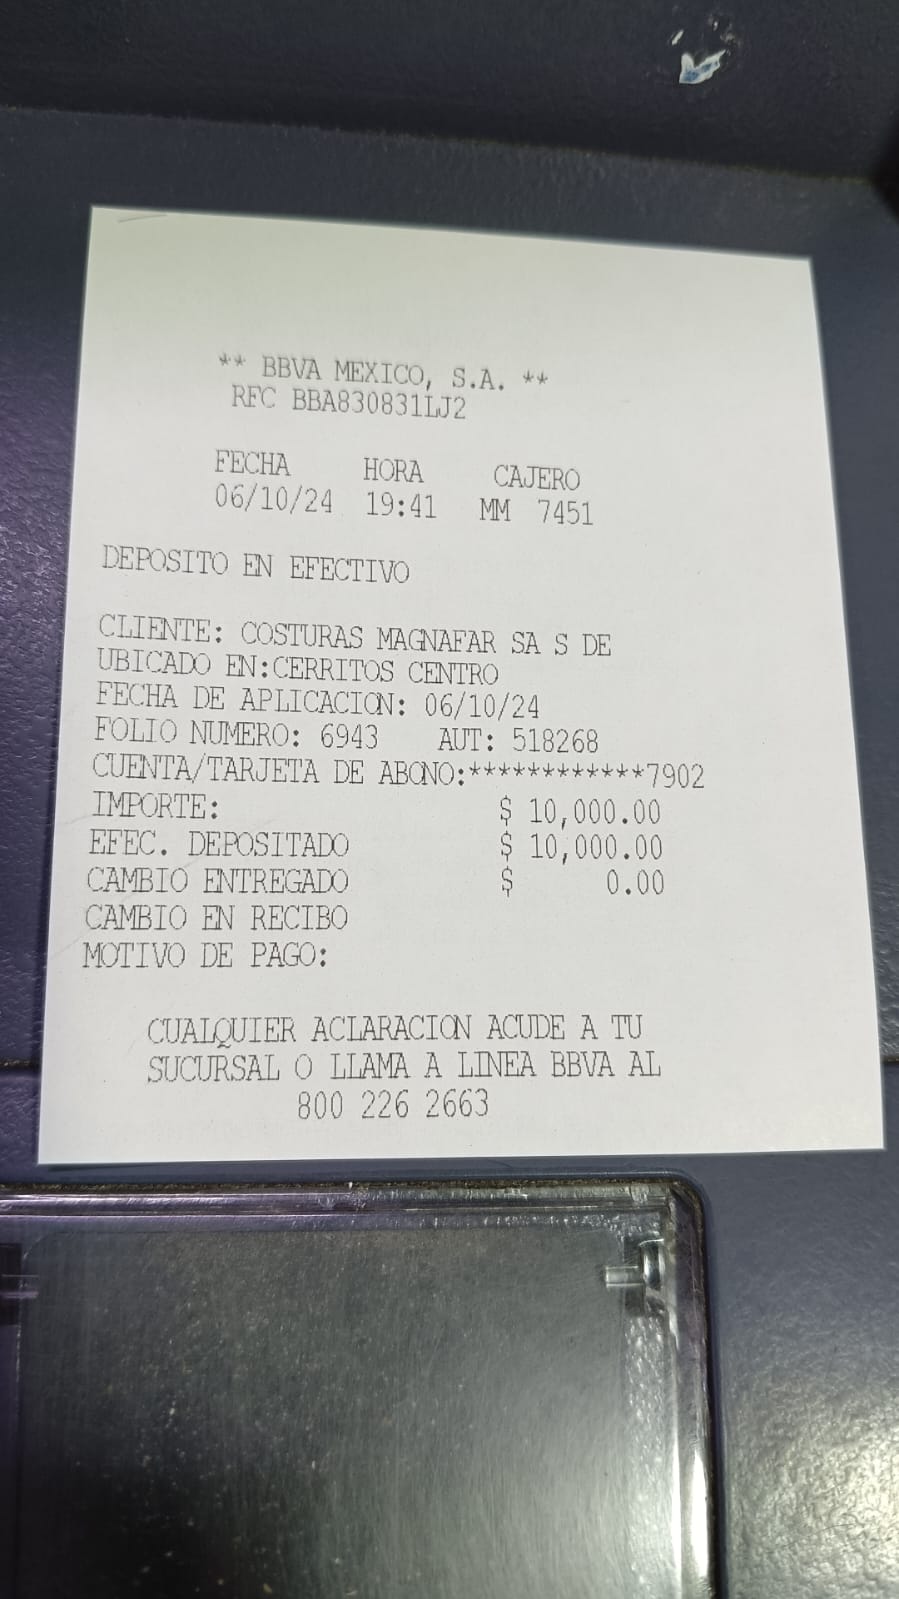 ** BBVA MEXICO, S.A. **
RFC BBA830831LJ2
FECHA HORA CAJERO
06/10/24 19:41 MM 7451
DEPOSITO EN EFECTIVO
CLIENTE: COSTURAS MAGNAFAR SA S DE
UBICADO EN:CERRITOS CENTRO
FECHA DE APLICACION: 06/10/24
FOLIO NUMERO: 6943 AUT: 518268
CUENTA/TARJETA DE ABONO:************7902
IMPORTE: $ 10,000.00
EFEC. DEPOSITADO $ 10,000.00
CAMBIO ENTREGADO $ 0.00
CAMBIO EN RECIBO
MOTIVO DE PAGO:
CUALQUIER ACLARACION ACUDE A TU
SUCURSAL O LLAMA A LINEA BBVA AL
800 226 2663